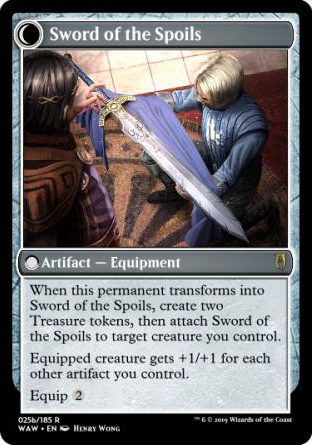 Sword of the Spoils
Artifact — Equipment
When this permanent transforms into
Sword of the Spoils, create two
Treasure tokens, then attach Sword of
the Spoils to target creature you control.
Equipped creature gets +1/+1 for each
other artifact you control.
Equip 2
025b/185 R
WAW • EN HENRY WONG
™ & © 2019 Wizards of the Coast